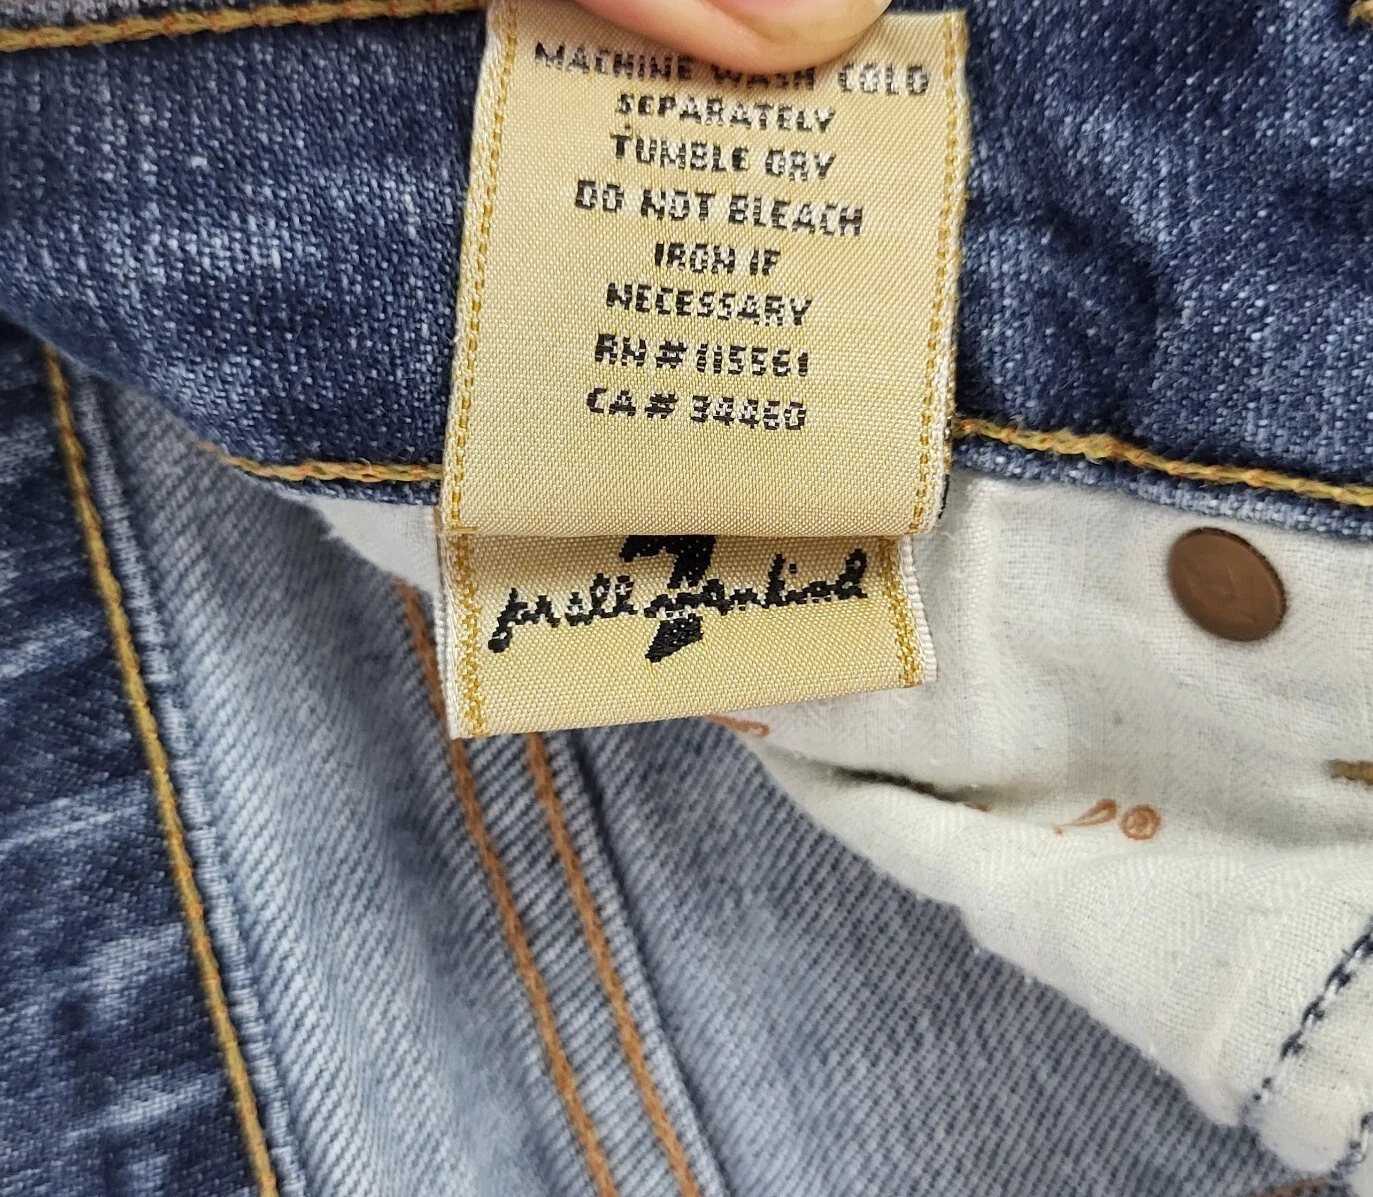 MACHINE WASH COLD
SEPARATELY
TUMBLE DRY
DO NOT BLEACH
IRON IF
NECESSARY
RN # 115561
CA # 34480
7
for all mankind
®